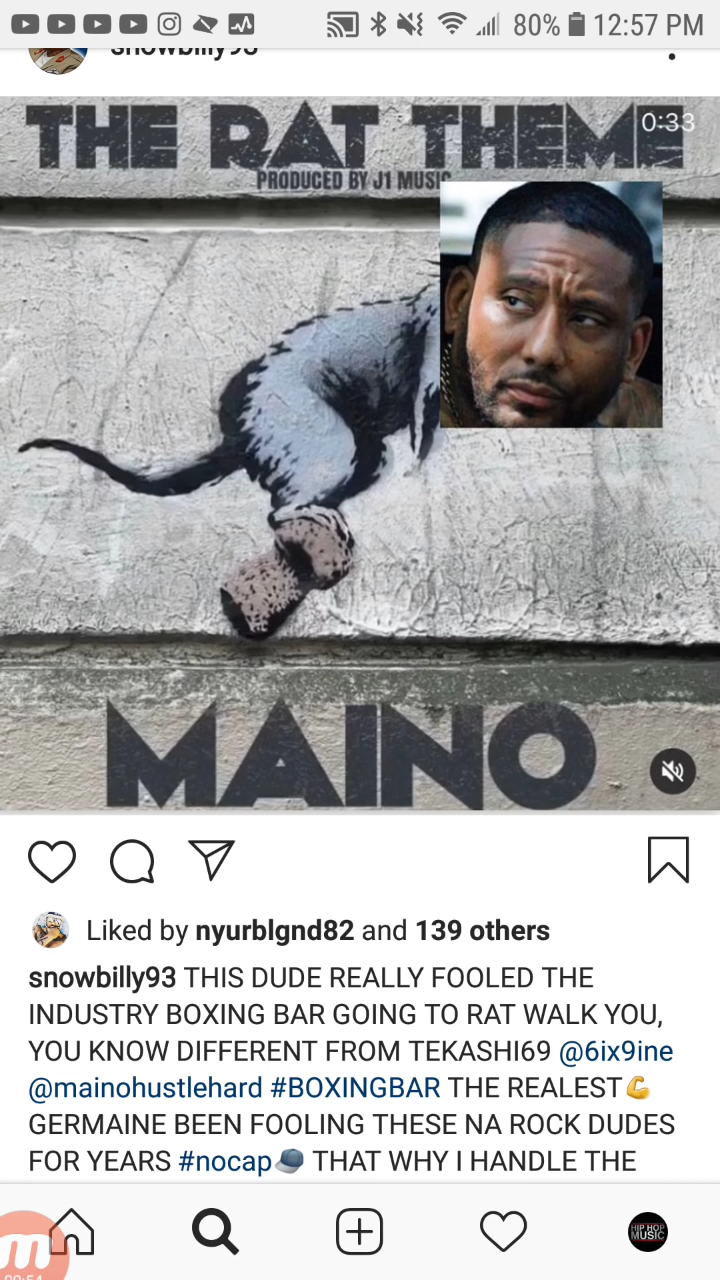 80% 12:57 PM
snowbilly93
THE RAT THEME
0:33
PRODUCED BY J1 MUSIC
MAINO
Liked by nyurblgnd82 and 139 others
snowbilly93 THIS DUDE REALLY FOOLED THE
INDUSTRY BOXING BAR GOING TO RAT WALK YOU,
YOU KNOW DIFFERENT FROM TEKASHI69 @6ix9ine
@mainohustlehard #BOXINGBAR THE REALEST💪
GERMAINE BEEN FOOLING THESE NA ROCK DUDES
FOR YEARS #nocap🧢 THAT WHY I HANDLE THE
HIP HOP
MUSIC
m
00:54